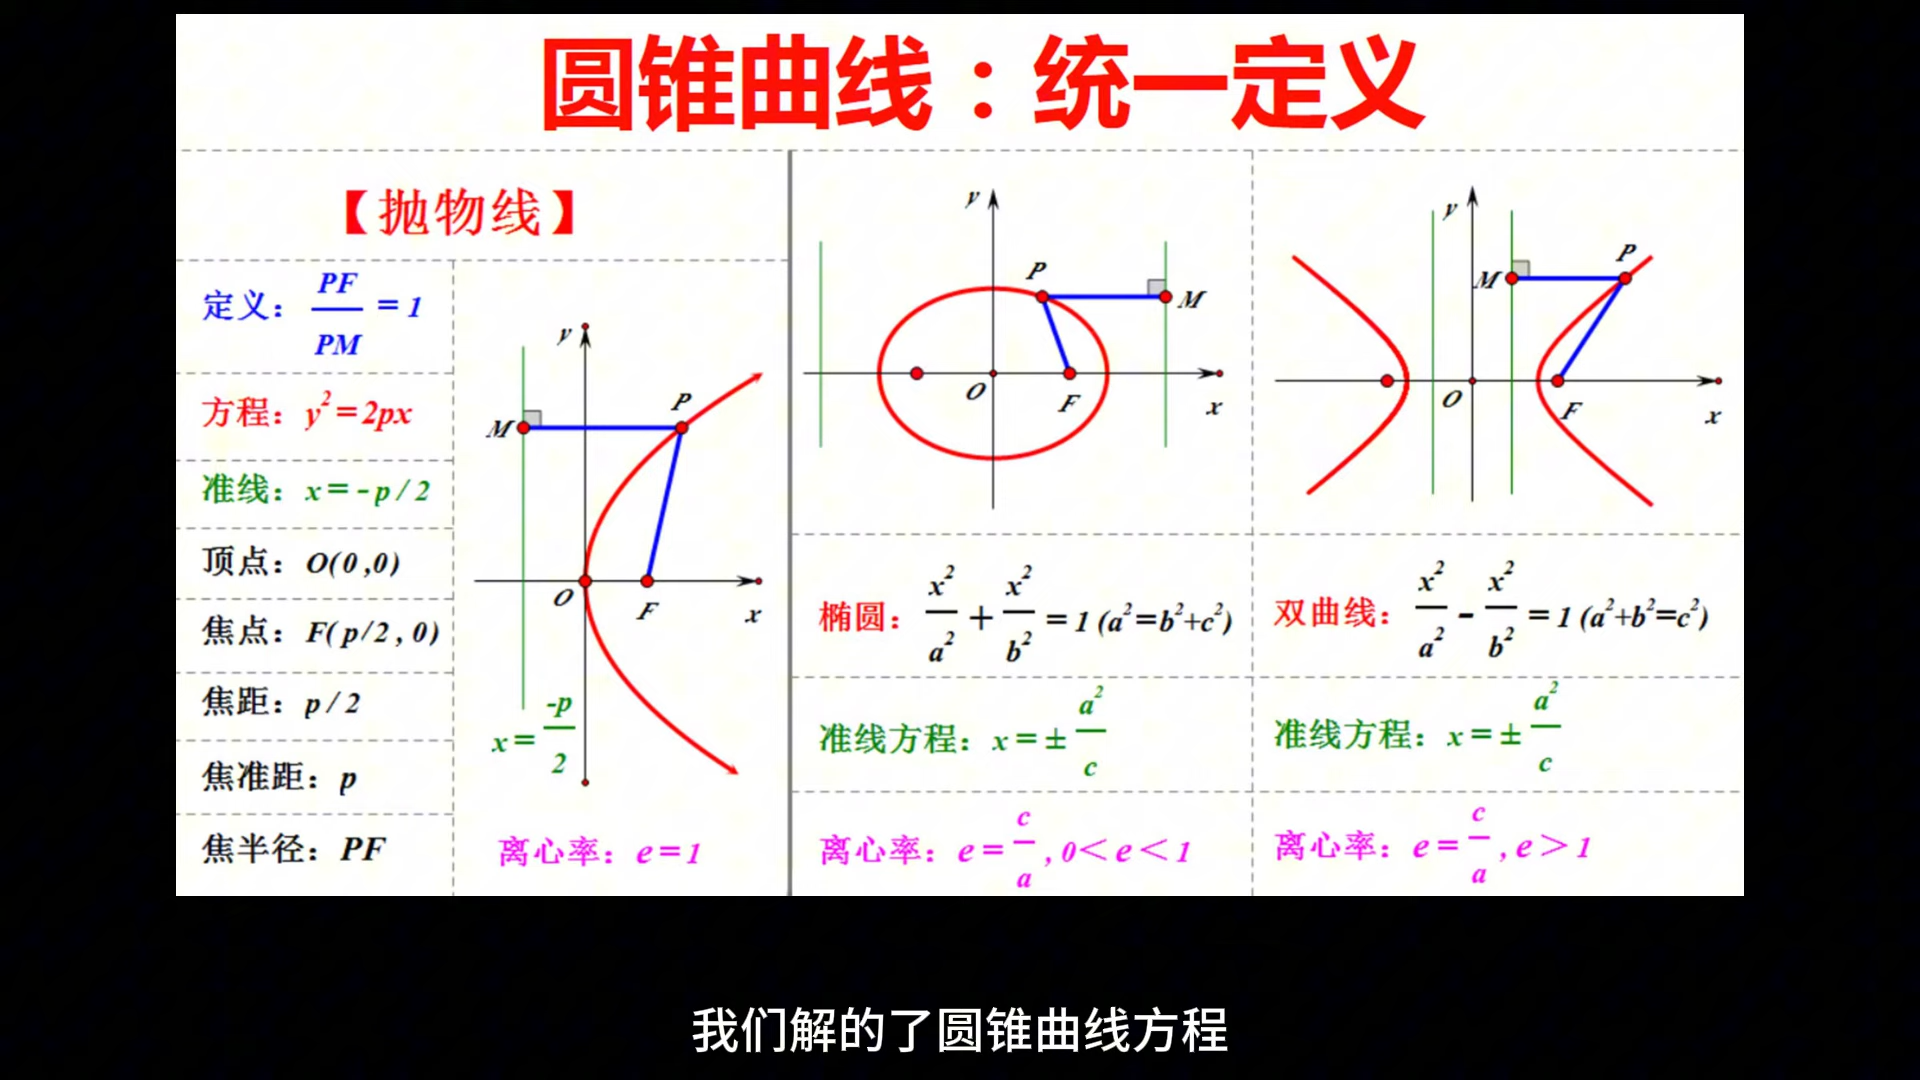 圆锥曲线：统一定义
【抛物线】
定义： PF / PM = 1
方程： y² = 2px
准线： x = - p / 2
顶点： O(0 ,0)
焦点： F( p/2 , 0)
焦距： p / 2
焦准距： p
焦半径： PF
y
M
P
O
F
x
x = -p / 2
离心率： e = 1
y
P
M
O
F
x
椭圆： x² / a² + x² / b² = 1 (a²=b²+c²)
准线方程： x = ± a² / c
离心率： e = c / a , 0< e < 1
y
P
M
O
F
x
双曲线： x² / a² - x² / b² = 1 (a²+b²=c²)
准线方程： x = ± a² / c
离心率： e = c / a , e > 1
我们解的了圆锥曲线方程